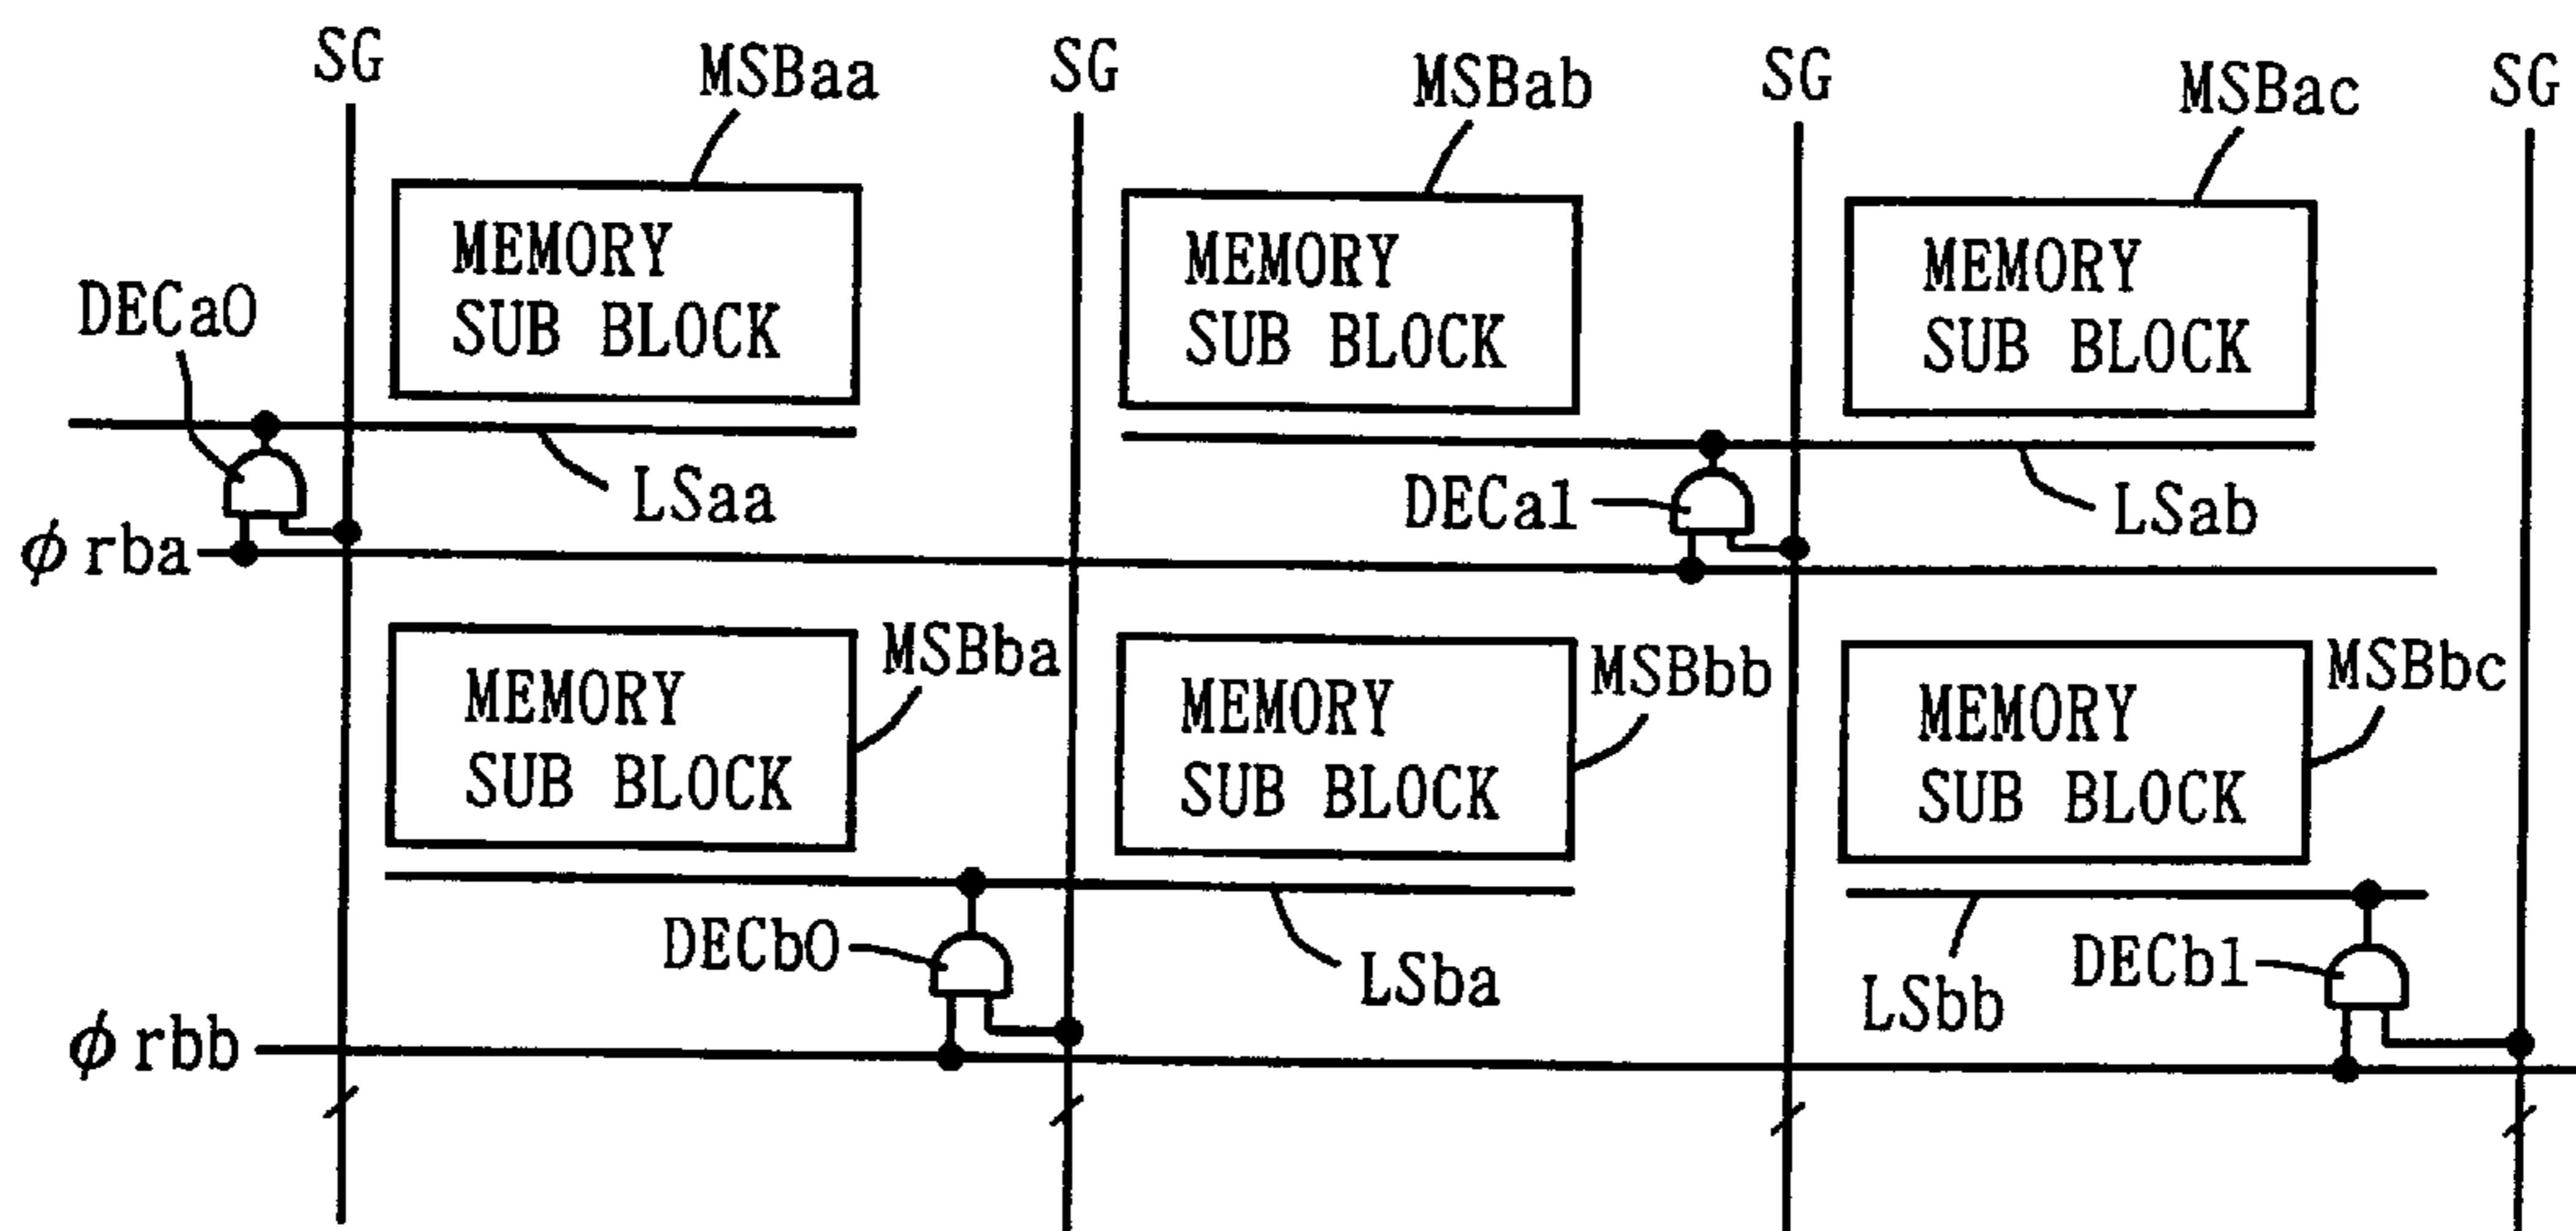 SG
MSBaa
SG
MSBab
SG
MSBac
SG
MEMORY
SUB BLOCK
MEMORY
SUB BLOCK
MEMORY
SUB BLOCK
DECa0
LSaa
DECa1
LSab
φ rba
MEMORY
SUB BLOCK
MSBba
MEMORY
SUB BLOCK
MSBbb
MEMORY
SUB BLOCK
MSBbc
DECb0
LSba
LSbb
DECb1
φ rbb